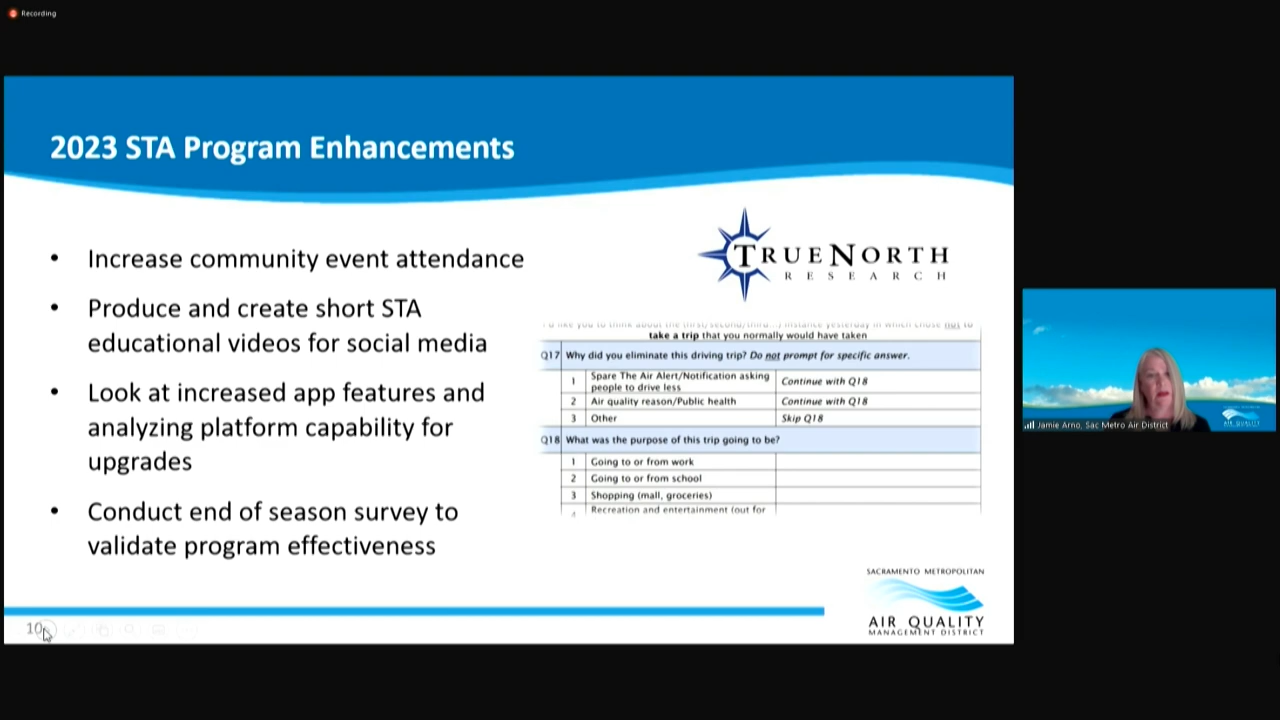 Recording
2023 STA Program Enhancements
• Increase community event attendance
• Produce and create short STA
educational videos for social media
• Look at increased app features and
analyzing platform capability for
upgrades
• Conduct end of season survey to
validate program effectiveness
TRUENORTH
RESEARCH
take a trip that you normally would have taken
Q17 Why did you eliminate this driving trip? Do not prompt for specific answer.
1 Spare The Air Alert/Notification asking
people to drive less Continue with Q18
2 Air quality reason/Public health Continue with Q18
3 Other Skip Q18
Q18 What was the purpose of this trip going to be?
1 Going to or from work
2 Going to or from school
3 Shopping (mall, groceries)
Recreation and entertainment (out for
SACRAMENTO METROPOLITAN
AIR QUALITY
MANAGEMENT DISTRICT
10
Jamie Arno, Sac Metro Air District